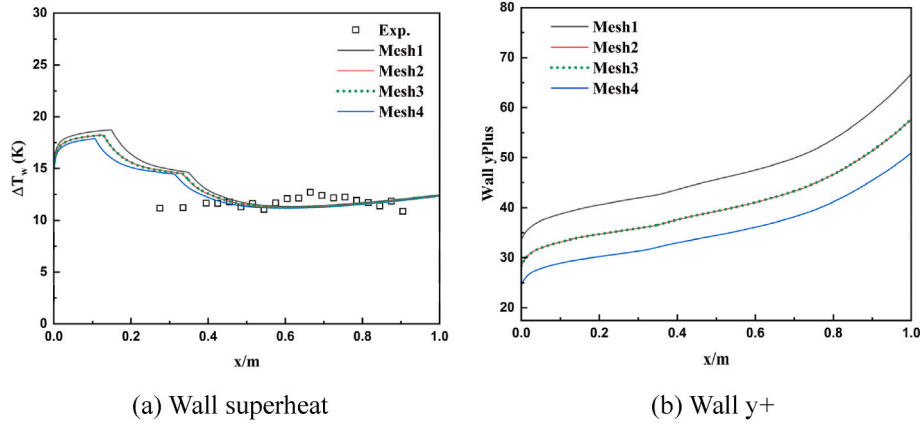 30
25
20
15
10
5
0
ΔTw (K)
Exp.
Mesh1
Mesh2
Mesh3
Mesh4
0.0 0.2 0.4 0.6 0.8 1.0
x/m
(a) Wall superheat
80
70
60
50
40
30
20
Wall yPlus
Mesh1
Mesh2
Mesh3
Mesh4
0.0 0.2 0.4 0.6 0.8 1.0
x/m
(b) Wall y+